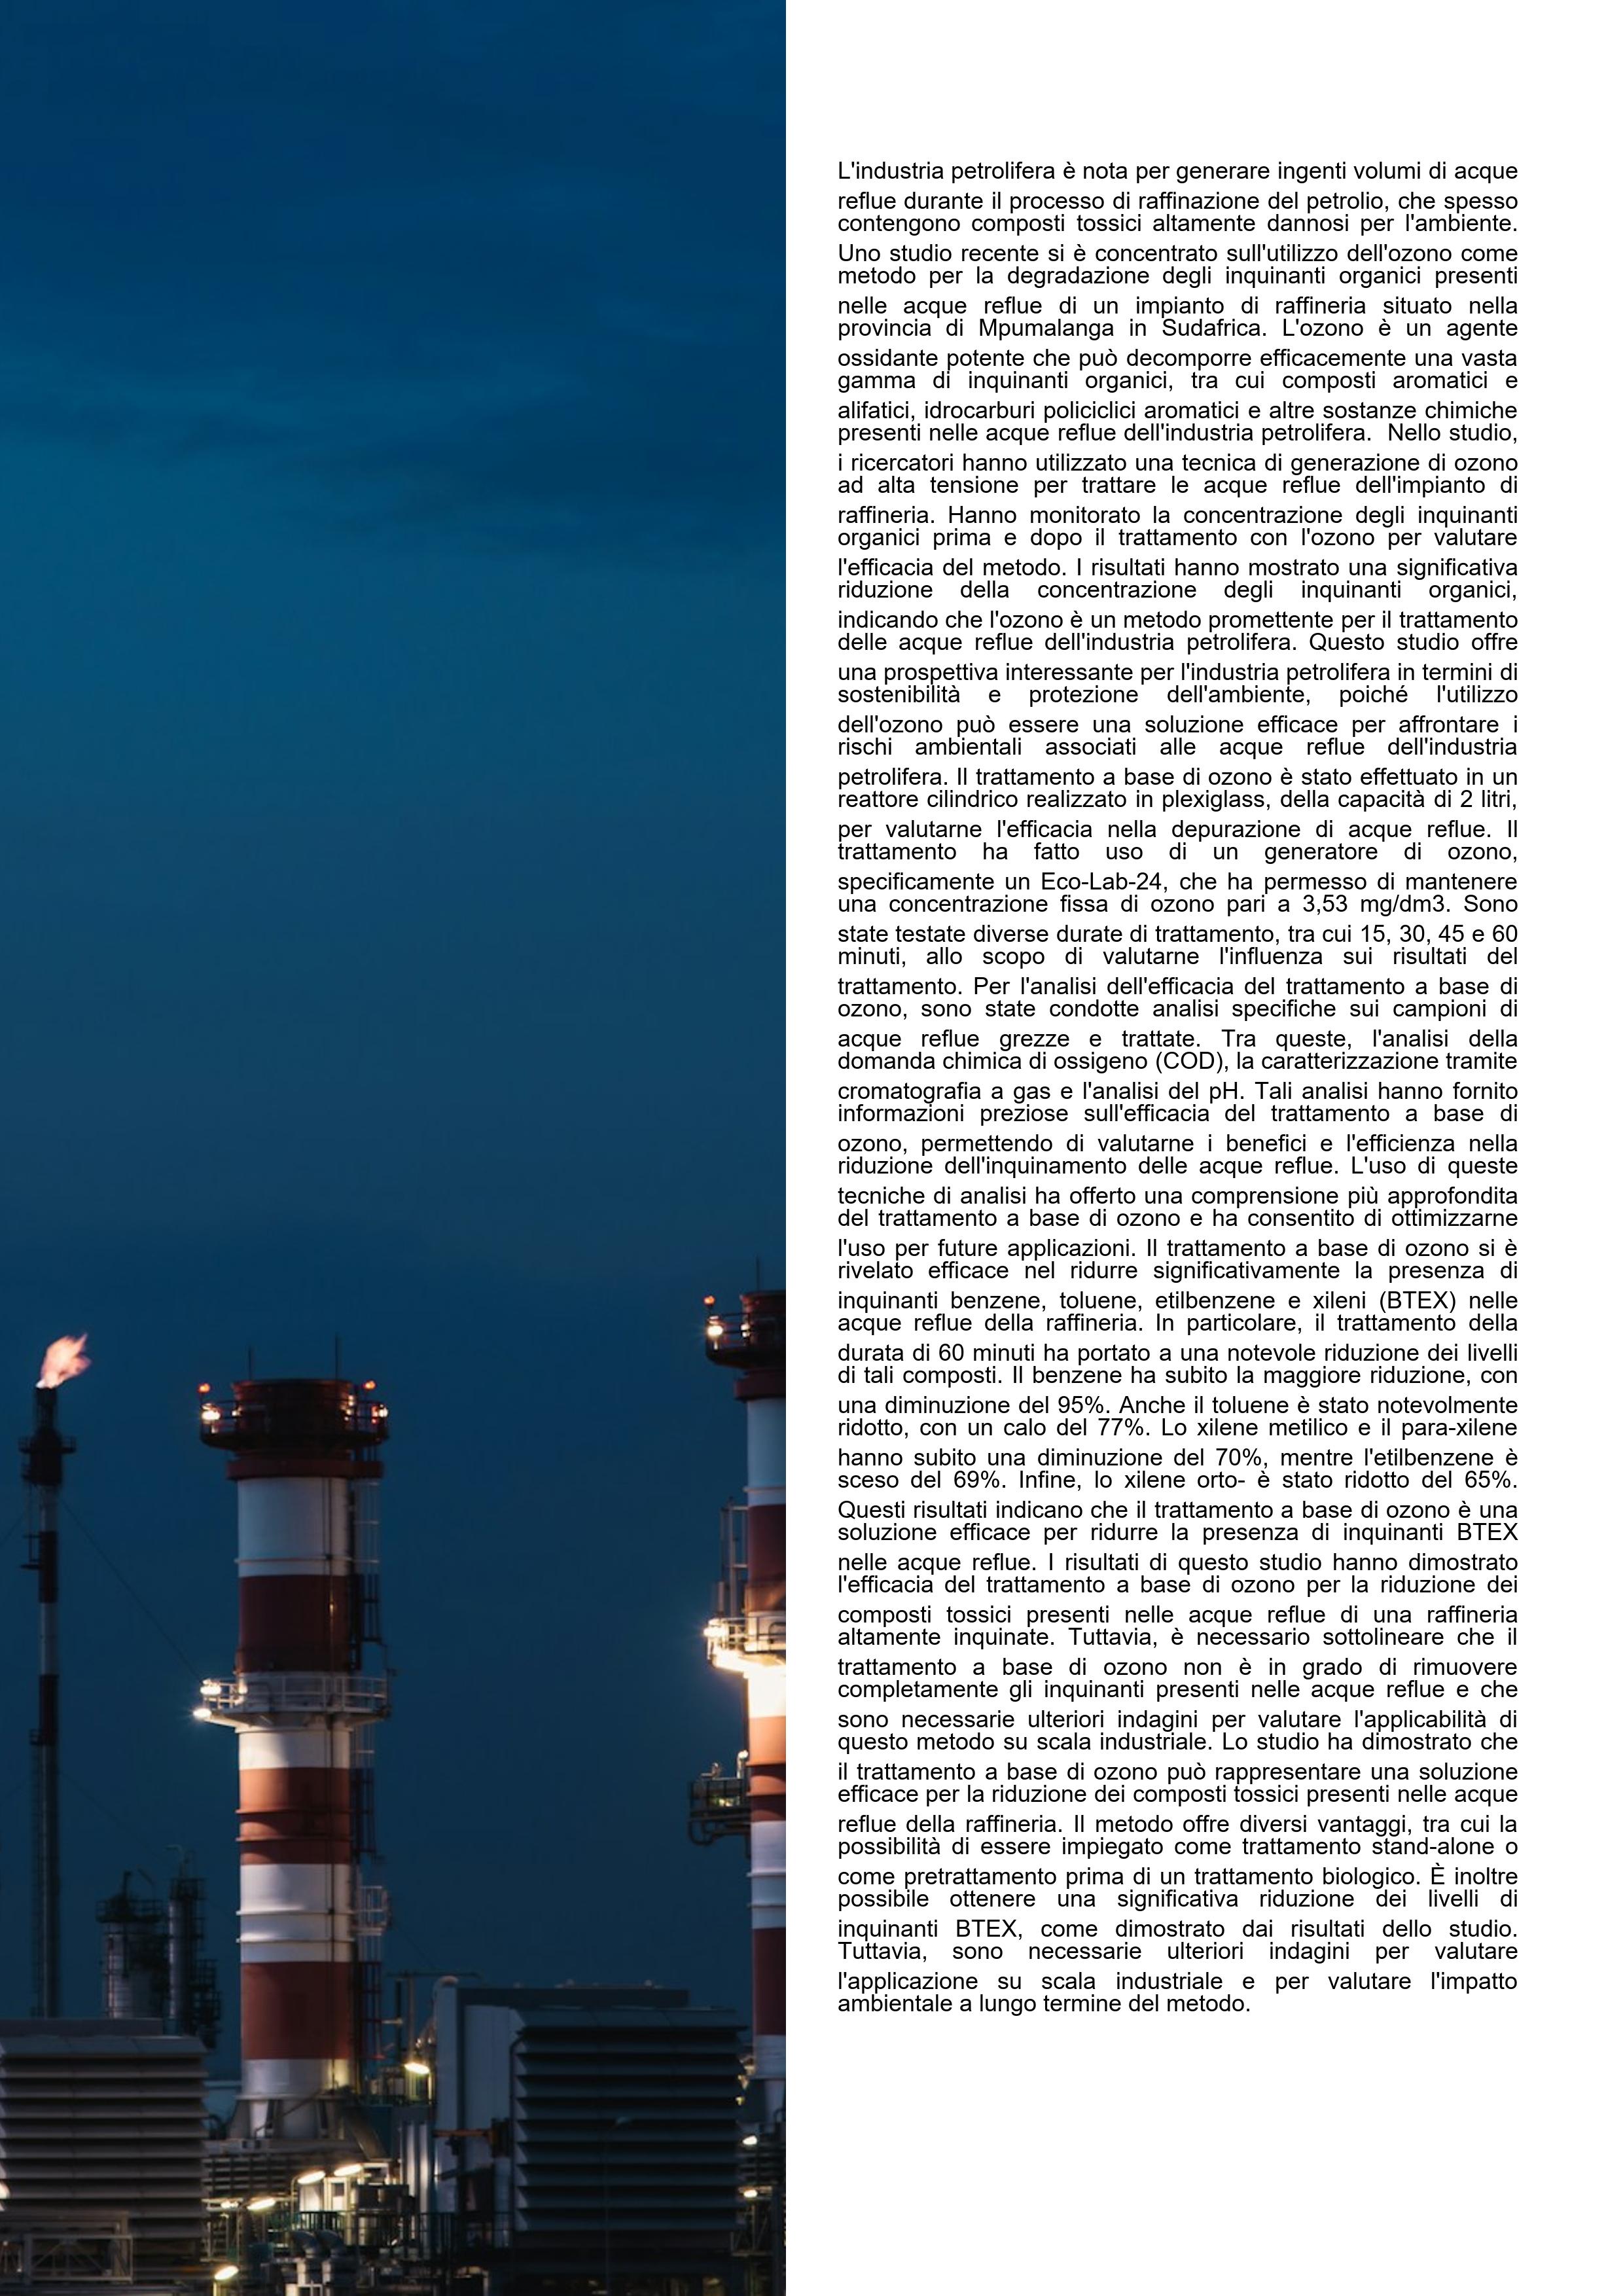 L'industria petrolifera è nota per generare ingenti volumi di acque
reflue durante il processo di raffinazione del petrolio, che spesso
contengono composti tossici altamente dannosi per l'ambiente.
Uno studio recente si è concentrato sull'utilizzo dell'ozono come
metodo per la degradazione degli inquinanti organici presenti
nelle acque reflue di un impianto di raffineria situato nella
provincia di Mpumalanga in Sudafrica. L'ozono è un agente
ossidante potente che può decomporre efficacemente una vasta
gamma di inquinanti organici, tra cui composti aromatici e
alifatici, idrocarburi policiclici aromatici e altre sostanze chimiche
presenti nelle acque reflue dell'industria petrolifera. Nello studio,
i ricercatori hanno utilizzato una tecnica di generazione di ozono
ad alta tensione per trattare le acque reflue dell'impianto di
raffineria. Hanno monitorato la concentrazione degli inquinanti
organici prima e dopo il trattamento con l'ozono per valutare
l'efficacia del metodo. I risultati hanno mostrato una significativa
riduzione della concentrazione degli inquinanti organici,
indicando che l'ozono è un metodo promettente per il trattamento
delle acque reflue dell'industria petrolifera. Questo studio offre
una prospettiva interessante per l'industria petrolifera in termini di
sostenibilità e protezione dell'ambiente, poiché l'utilizzo
dell'ozono può essere una soluzione efficace per affrontare i
rischi ambientali associati alle acque reflue dell'industria
petrolifera. Il trattamento a base di ozono è stato effettuato in un
reattore cilindrico realizzato in plexiglass, della capacità di 2 litri,
per valutarne l'efficacia nella depurazione di acque reflue. Il
trattamento ha fatto uso di un generatore di ozono,
specificamente un Eco-Lab-24, che ha permesso di mantenere
una concentrazione fissa di ozono pari a 3,53 mg/dm3. Sono
state testate diverse durate di trattamento, tra cui 15, 30, 45 e 60
minuti, allo scopo di valutarne l'influenza sui risultati del
trattamento. Per l'analisi dell'efficacia del trattamento a base di
ozono, sono state condotte analisi specifiche sui campioni di
acque reflue grezze e trattate. Tra queste, l'analisi della
domanda chimica di ossigeno (COD), la caratterizzazione tramite
cromatografia a gas e l'analisi del pH. Tali analisi hanno fornito
informazioni preziose sull'efficacia del trattamento a base di
ozono, permettendo di valutarne i benefici e l'efficienza nella
riduzione dell'inquinamento delle acque reflue. L'uso di queste
tecniche di analisi ha offerto una comprensione più approfondita
del trattamento a base di ozono e ha consentito di ottimizzarne
l'uso per future applicazioni. Il trattamento a base di ozono si è
rivelato efficace nel ridurre significativamente la presenza di
inquinanti benzene, toluene, etilbenzene e xileni (BTEX) nelle
acque reflue della raffineria. In particolare, il trattamento della
durata di 60 minuti ha portato a una notevole riduzione dei livelli
di tali composti. Il benzene ha subito la maggiore riduzione, con
una diminuzione del 95%. Anche il toluene è stato notevolmente
ridotto, con un calo del 77%. Lo xilene metilico e il para-xilene
hanno subito una diminuzione del 70%, mentre l'etilbenzene è
sceso del 69%. Infine, lo xilene orto- è stato ridotto del 65%.
Questi risultati indicano che il trattamento a base di ozono è una
soluzione efficace per ridurre la presenza di inquinanti BTEX
nelle acque reflue. I risultati di questo studio hanno dimostrato
l'efficacia del trattamento a base di ozono per la riduzione dei
composti tossici presenti nelle acque reflue di una raffineria
altamente inquinate. Tuttavia, è necessario sottolineare che il
trattamento a base di ozono non è in grado di rimuovere
completamente gli inquinanti presenti nelle acque reflue e che
sono necessarie ulteriori indagini per valutare l'applicabilità di
questo metodo su scala industriale. Lo studio ha dimostrato che
il trattamento a base di ozono può rappresentare una soluzione
efficace per la riduzione dei composti tossici presenti nelle acque
reflue della raffineria. Il metodo offre diversi vantaggi, tra cui la
possibilità di essere impiegato come trattamento stand-alone o
come pretrattamento prima di un trattamento biologico. È inoltre
possibile ottenere una significativa riduzione dei livelli di
inquinanti BTEX, come dimostrato dai risultati dello studio.
Tuttavia, sono necessarie ulteriori indagini per valutare
l'applicazione su scala industriale e per valutare l'impatto
ambientale a lungo termine del metodo.